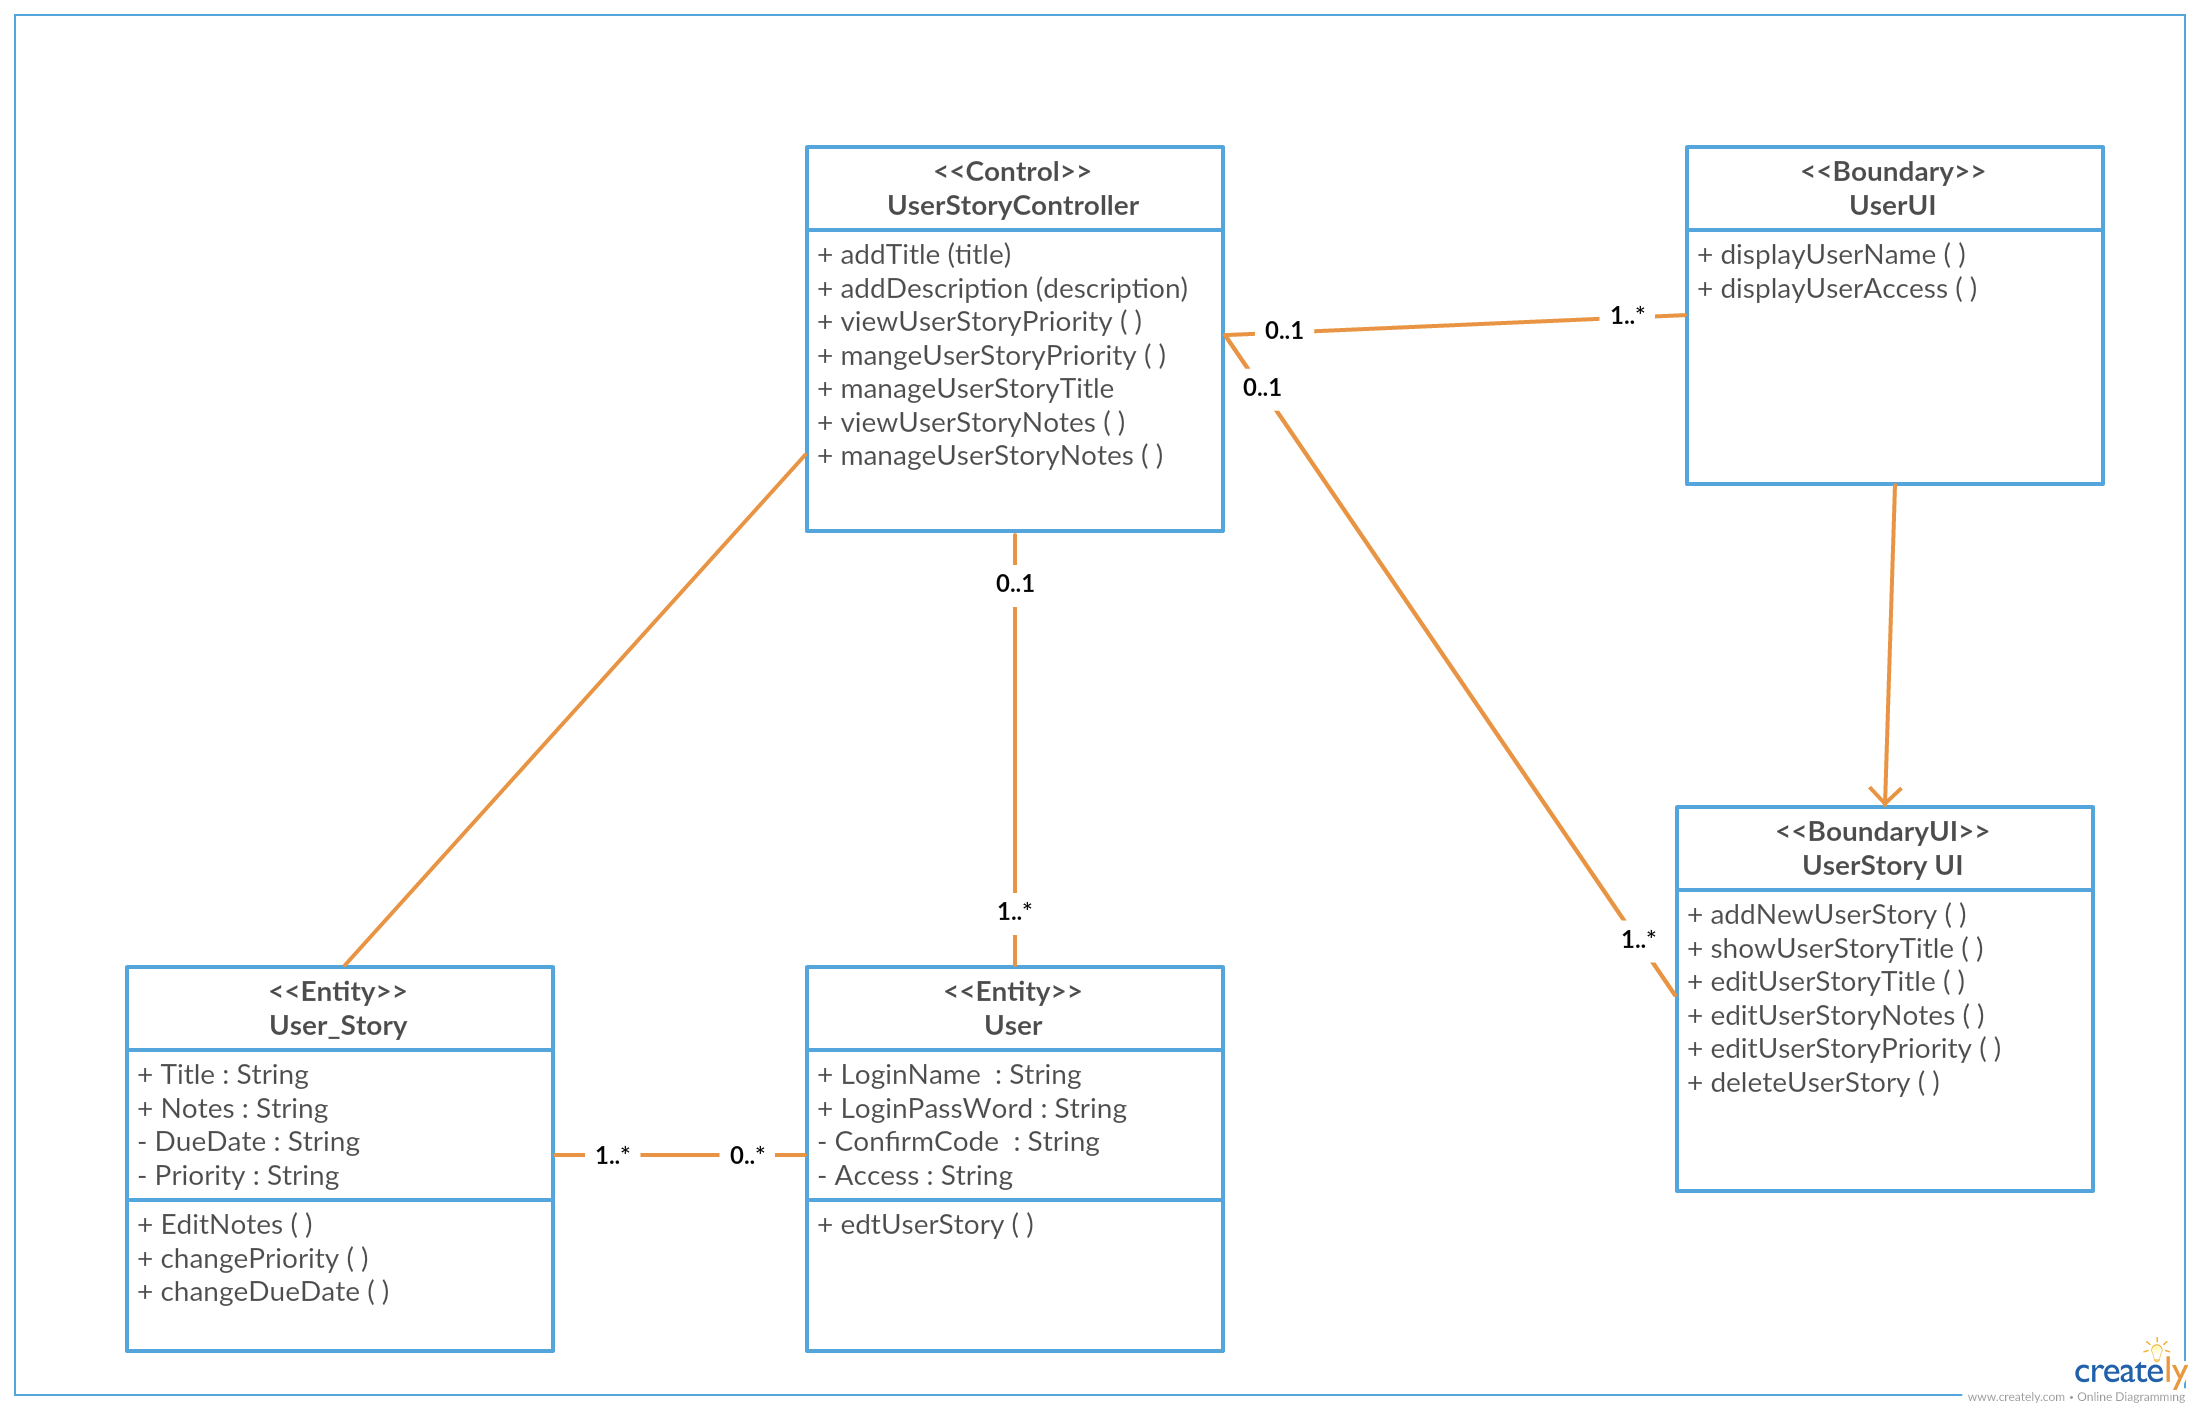 <<Control>>
UserStoryController
+ addTitle (title)
+ addDescription (description)
+ viewUserStoryPriority ( )
+ mangeUserStoryPriority ( )
+ manageUserStoryTitle
+ viewUserStoryNotes ( )
+ manageUserStoryNotes ( )
<<Boundary>>
UserUI
+ displayUserName ( )
+ displayUserAccess ( )
0..1
1..*
0..1
0..1
1..*
1..*
<<BoundaryUI>>
UserStory UI
+ addNewUserStory ( )
+ showUserStoryTitle ( )
+ editUserStoryTitle ( )
+ editUserStoryNotes ( )
+ editUserStoryPriority ( )
+ deleteUserStory ( )
<<Entity>>
User_Story
+ Title : String
+ Notes : String
- DueDate : String
- Priority : String
+ EditNotes ( )
+ changePriority ( )
+ changeDueDate ( )
1..*
0..*
<<Entity>>
User
+ LoginName  : String
+ LoginPassWord : String
- ConfirmCode  : String
- Access : String
+ edtUserStory ( )
creately
www.creately.com • Online Diagramming